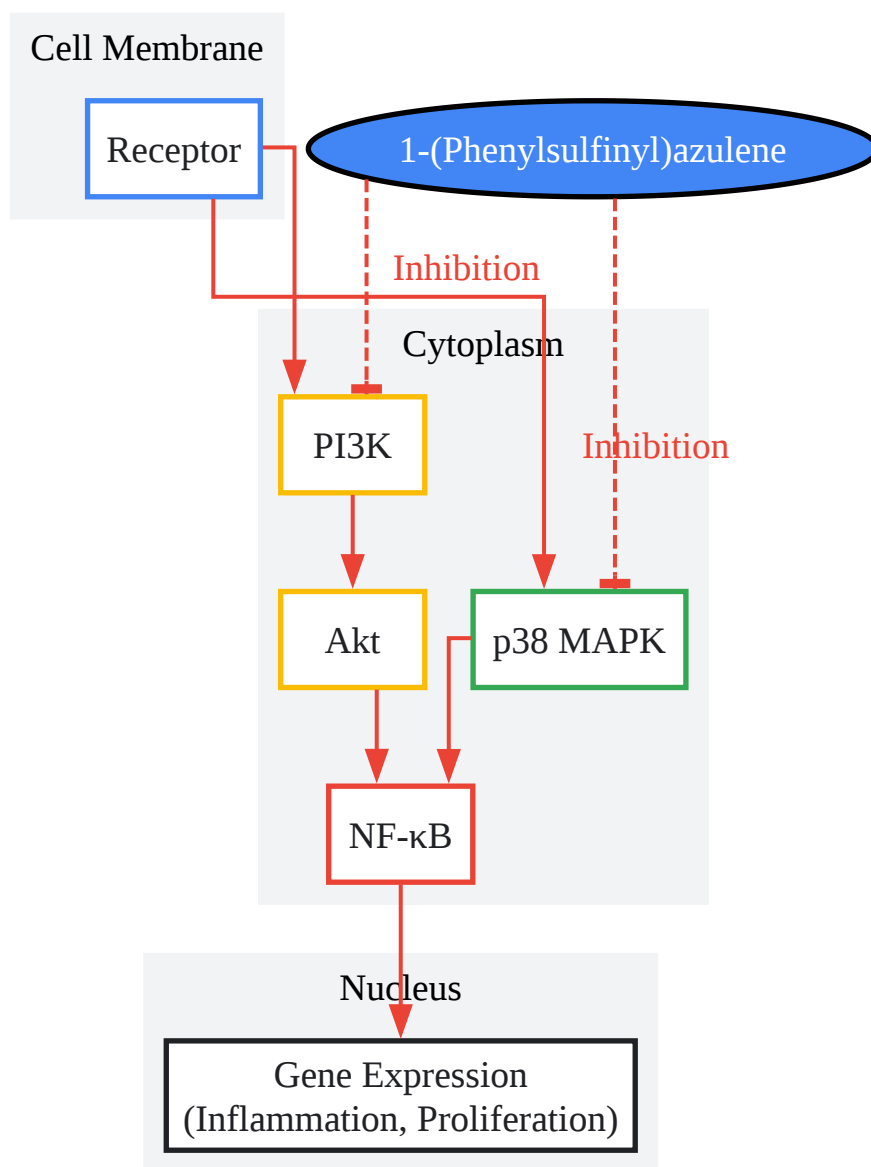 Cell Membrane
Receptor
1-(Phenylsulfinyl)azulene
Inhibition
Cytoplasm
PI3K
Inhibition
Akt
p38 MAPK
NF-κB
Nucleus
Gene Expression
(Inflammation, Proliferation)